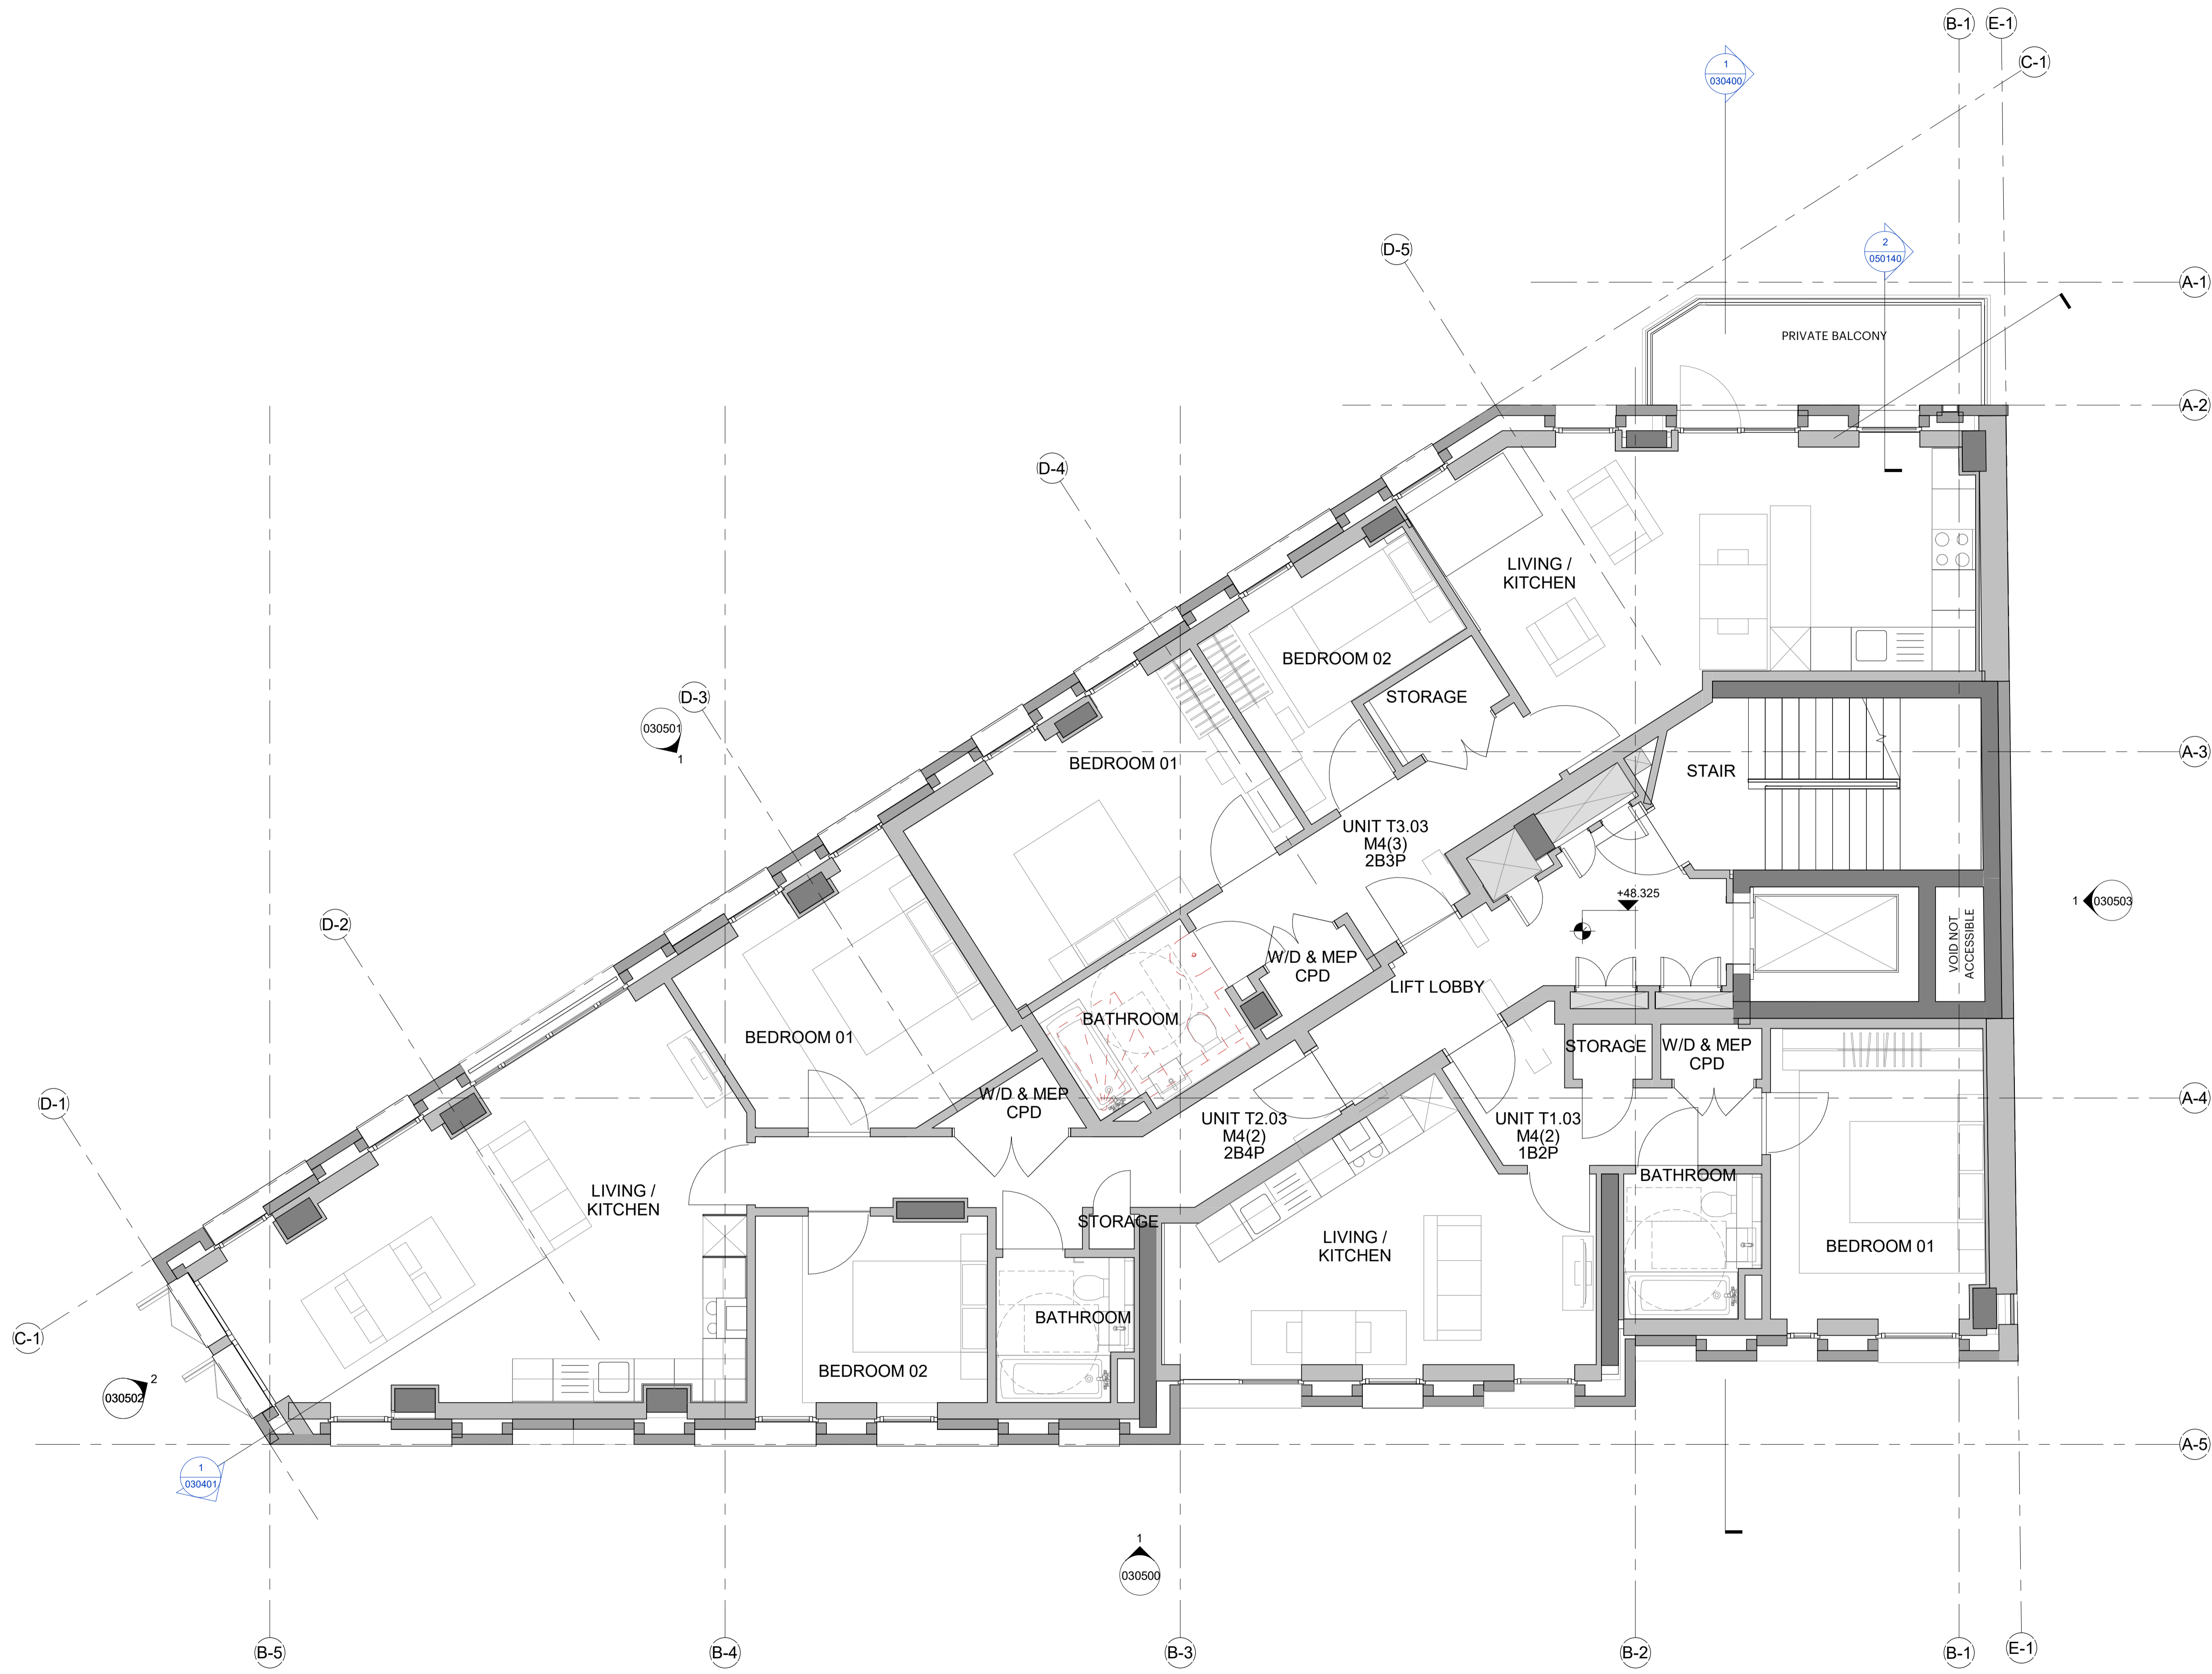 B-1
E-1
C-1
1
030400
D-5
2
050140
A-1
PRIVATE BALCONY
A-2
D-4
LIVING /
KITCHEN
BEDROOM 02
STORAGE
D-3
030501
1
BEDROOM 01
A-3
STAIR
UNIT T3.03
M4(3)
2B3P
+48.325
1
030503
D-2
VOID NOT
ACCESSIBLE
W/D & MEP
CPD
LIFT LOBBY
BATHROOM
BEDROOM 01
STORAGE
W/D & MEP
CPD
D-1
W/D & MEP
CPD
A-4
UNIT T2.03
M4(2)
2B4P
UNIT T1.03
M4(2)
1B2P
BATHROOM
LIVING /
KITCHEN
STORAGE
LIVING /
KITCHEN
BEDROOM 01
BATHROOM
C-1
BEDROOM 02
2
030502
A-5
1
030401
1
030500
B-5
B-4
B-3
B-2
B-1
E-1